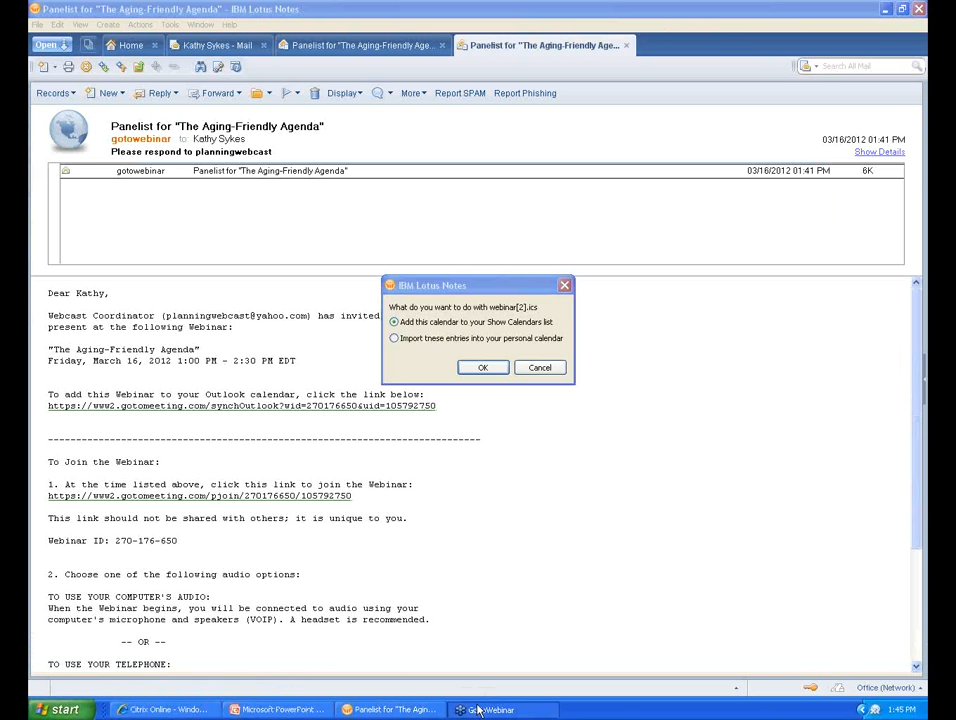 Panelist for "The Aging-Friendly Agenda" - IBM Lotus Notes
File Edit View Create Actions Tools Window Help
Open Home Kathy Sykes - Mail Panelist for "The Aging-Friendly Age... Panelist for "The Aging-Friendly Age...
Search All Mail
Records New Reply Forward Display More Report SPAM Report Phishing
Panelist for "The Aging-Friendly Agenda"
gotowebinar to: Kathy Sykes
03/16/2012 01:41 PM
Please respond to planningwebcast
Show Details
gotowebinar Panelist for "The Aging-Friendly Agenda" 03/16/2012 01:41 PM 6K
IBM Lotus Notes
What do you want to do with webinar[2].ics
Add this calendar to your Show Calendars list
Import these entries into your personal calendar
OK Cancel
Dear Kathy,
Webcast Coordinator (planningwebcast@yahoo.com) has invited
present at the following Webinar:
"The Aging-Friendly Agenda"
Friday, March 16, 2012 1:00 PM - 2:30 PM EDT
To add this Webinar to your Outlook calendar, click the link below:
https://www2.gotomeeting.com/synchOutlook?wid=270176650&uid=105792750
--------------------------------------------------------------------------
To Join the Webinar:
1. At the time listed above, click this link to join the Webinar:
https://www2.gotomeeting.com/pjoin/270176650/105792750
This link should not be shared with others; it is unique to you.
Webinar ID: 270-176-650
2. Choose one of the following audio options:
TO USE YOUR COMPUTER'S AUDIO:
When the Webinar begins, you will be connected to audio using your
computer's microphone and speakers (VOIP). A headset is recommended.
-- OR --
TO USE YOUR TELEPHONE:
Office (Network)
start Citrix Online - Windo... Microsoft PowerPoint ... Panelist for "The Agin... GoToWebinar 1:45 PM